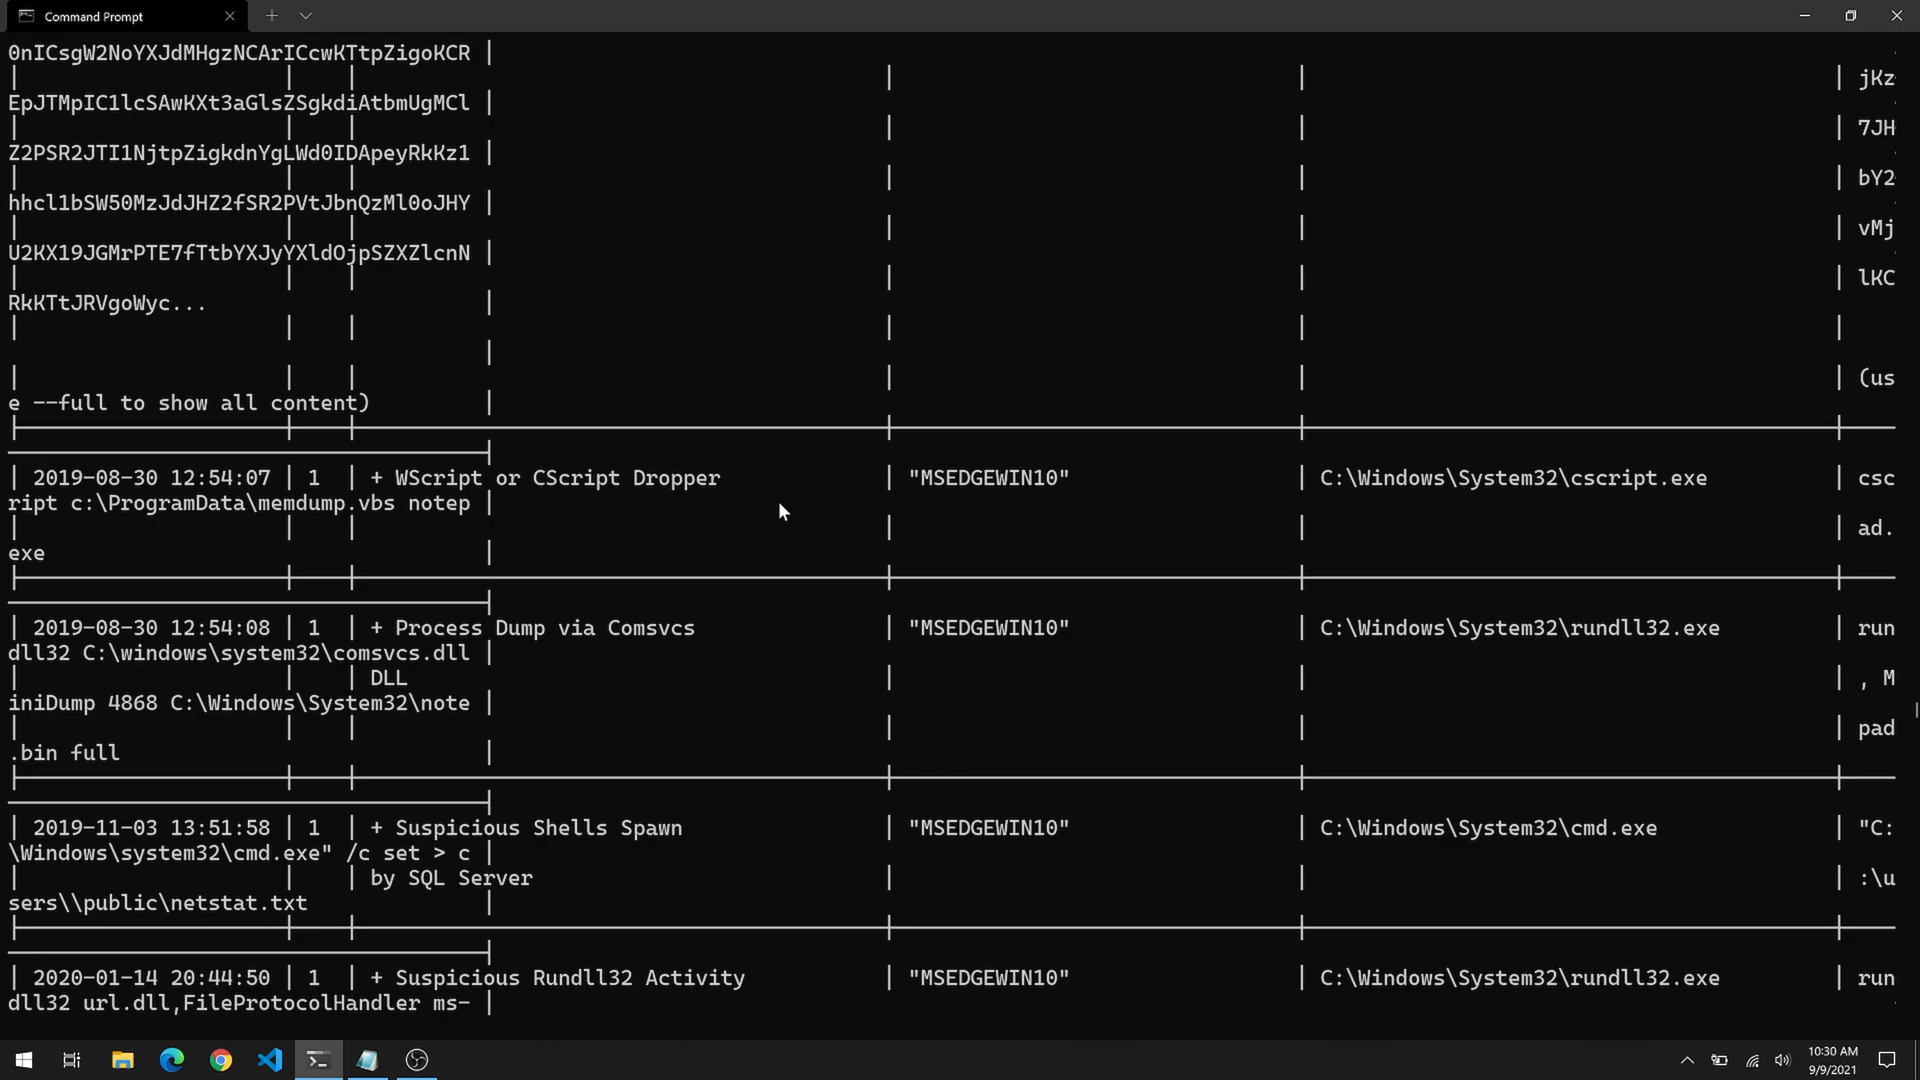 Command Prompt
0nICsgW2NoYXJdMHgzNCArICcwKTtpZigoKCR |
| | | | | | jKz
EpJTMpIC1lcSAwKXt3aGlsZSgkdiAtbmUgMCl |
| | | | | | 7JH
Z2PSR2JTI1NjtpZigkdnYgLWd0IDApeyRkKz1 |
| | | | | | bY2
hhcl1bSW50MzJdJHZ2fSR2PVtJbnQzMl0oJHY |
| | | | | | vMj
U2KX19JGMrPTE7fTtbYXJyYXldOjpSZXZlcnN |
| | | | | | lKC
RkKTtJRVgoWyc... |
| | | | | |
|
| | | | | | (us
e --full to show all content) |
| 2019-08-30 12:54:07 | 1 | + WScript or CScript Dropper | "MSEDGEWIN10" | C:\Windows\System32\cscript.exe | csc
ript c:\ProgramData\memdump.vbs notep |
| | | | | | ad.
exe |
| 2019-08-30 12:54:08 | 1 | + Process Dump via Comsvcs | "MSEDGEWIN10" | C:\Windows\System32\rundll32.exe | run
dll32 C:\windows\system32\comsvcs.dll |
| | | DLL | | | , M
iniDump 4868 C:\Windows\System32\note |
| | | | | | pad
.bin full |
| 2019-11-03 13:51:58 | 1 | + Suspicious Shells Spawn | "MSEDGEWIN10" | C:\Windows\System32\cmd.exe | "C:
\Windows\system32\cmd.exe" /c set > c |
| | | by SQL Server | | | :\u
sers\\public\netstat.txt |
| 2020-01-14 20:44:50 | 1 | + Suspicious Rundll32 Activity | "MSEDGEWIN10" | C:\Windows\System32\rundll32.exe | run
dll32 url.dll,FileProtocolHandler ms- |
10:30 AM
9/9/2021